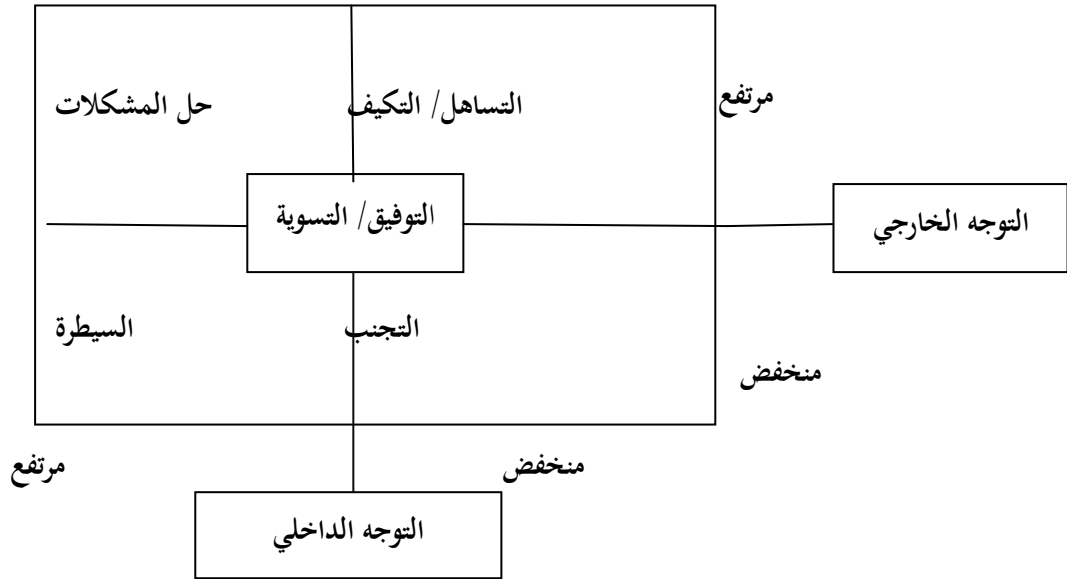 مرتفع
التساهل/ التكيف
حل المشكلات
التوجه الخارجي
التوفيق/ التسوية
التجنب
السيطرة
منخفض
منخفض
مرتفع
التوجه الداخلي